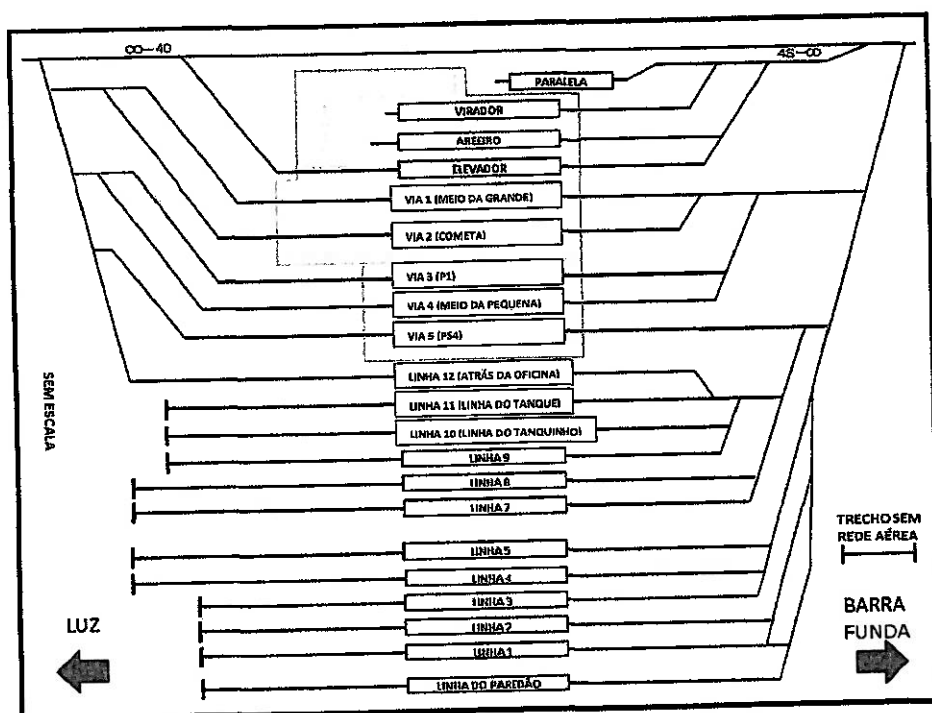 CO-40
4S-CO
PARALELA
VIRADOR
AREEIRO
ELEVADOR
VIA 1 (MEIO DA GRANDE)
VIA 2 (COMETA)
VIA 3 (P1)
VIA 4 (MEIO DA PEQUENA)
VIA 5 (PS4)
LINHA 12 (ATRÁS DA OFICINA)
LINHA 11 (LINHA DO TANQUE)
LINHA 10 (LINHA DO TANQUINHO)
LINHA 9
LINHA 8
LINHA 7
LINHA 5
LINHA 4
LINHA 3
LINHA 2
LINHA 1
LINHA DO PAREDÃO
SEM ESCALA
TRECHO SEM
REDE AÉREA
LUZ
BARRA
FUNDA